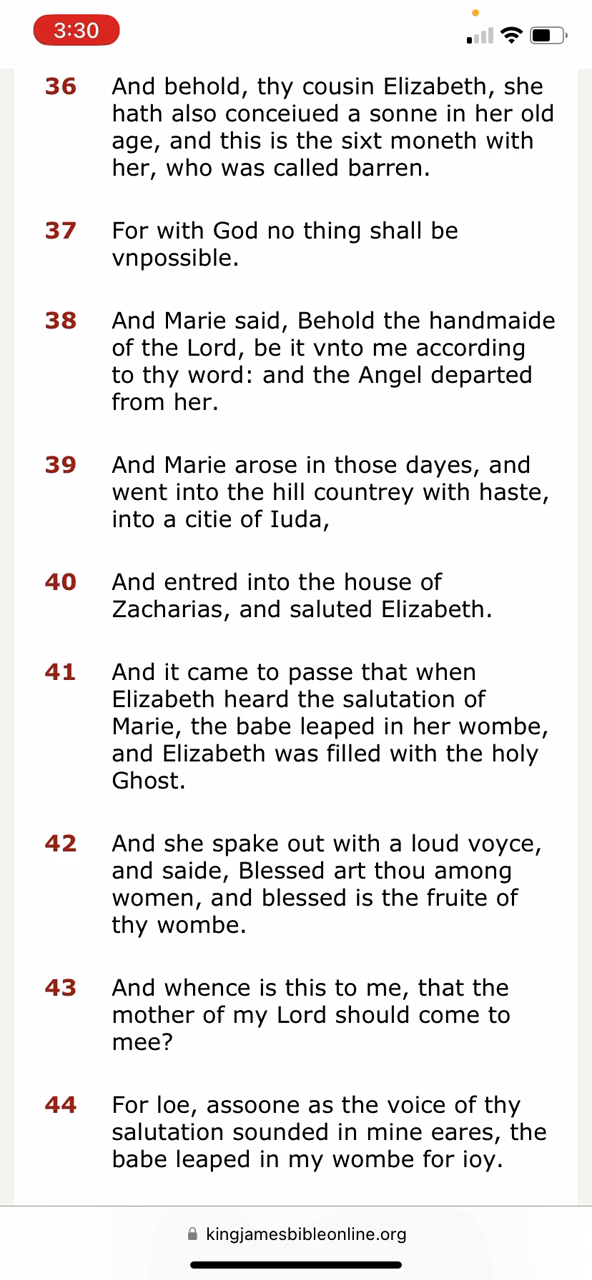 3:30
36 And behold, thy cousin Elizabeth, she
hath also conceiued a sonne in her old
age, and this is the sixt moneth with
her, who was called barren.
37 For with God no thing shall be
vnpossible.
38 And Marie said, Behold the handmaide
of the Lord, be it vnto me according
to thy word: and the Angel departed
from her.
39 And Marie arose in those dayes, and
went into the hill countrey with haste,
into a citie of Iuda,
40 And entred into the house of
Zacharias, and saluted Elizabeth.
41 And it came to passe that when
Elizabeth heard the salutation of
Marie, the babe leaped in her wombe,
and Elizabeth was filled with the holy
Ghost.
42 And she spake out with a loud voyce,
and saide, Blessed art thou among
women, and blessed is the fruite of
thy wombe.
43 And whence is this to me, that the
mother of my Lord should come to
mee?
44 For loe, assoone as the voice of thy
salutation sounded in mine eares, the
babe leaped in my wombe for ioy.
kingjamesbibleonline.org